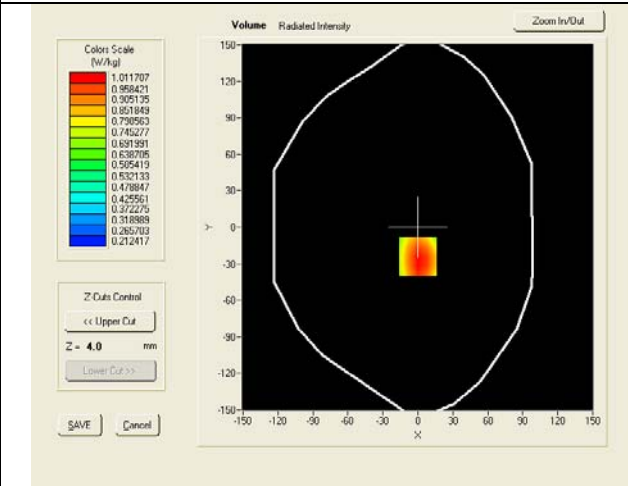 Volume Radiated Intensity
Zoom In/Out
Colors Scale
(W/kg)
1.011707
0.958421
0.905135
0.851849
0.798563
0.745277
0.691991
0.638705
0.585419
0.532133
0.478847
0.425561
0.372275
0.318989
0.265703
0.212417
Z-Cuts Control
<< Upper Cut
Z = 4.0 mm
Lower Cut >>
SAVE
Cancel
150
120
90
60
30
0
-30
-60
-90
-120
-150
Y
-150 -120 -90 -60 -30 0 30 60 90 120 150
X